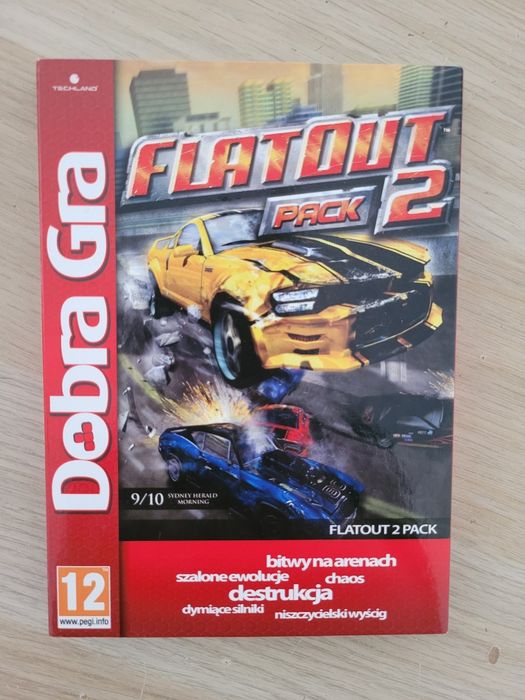 TECHLAND
Dobra Gra
FLATOUT
PACK 2
9/10 SYDNEY HERALD
MORNING
FLATOUT 2 PACK
bitwy na arenach
szalone ewolucje chaos
destrukcja
dymiące silniki niszczycielski wyścig
12
www.pegi.info